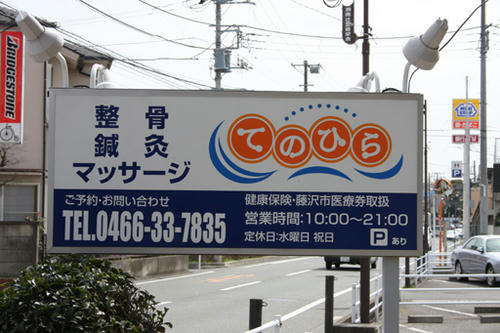 BRIDGESTONE
整骨
鍼灸
マッサージ
てのひら
ご予約・お問い合わせ
TEL.0466-33-7835
健康保険・藤沢市医療券取扱
営業時間:10:00〜21:00
定休日:水曜日 祝日
P あり
P